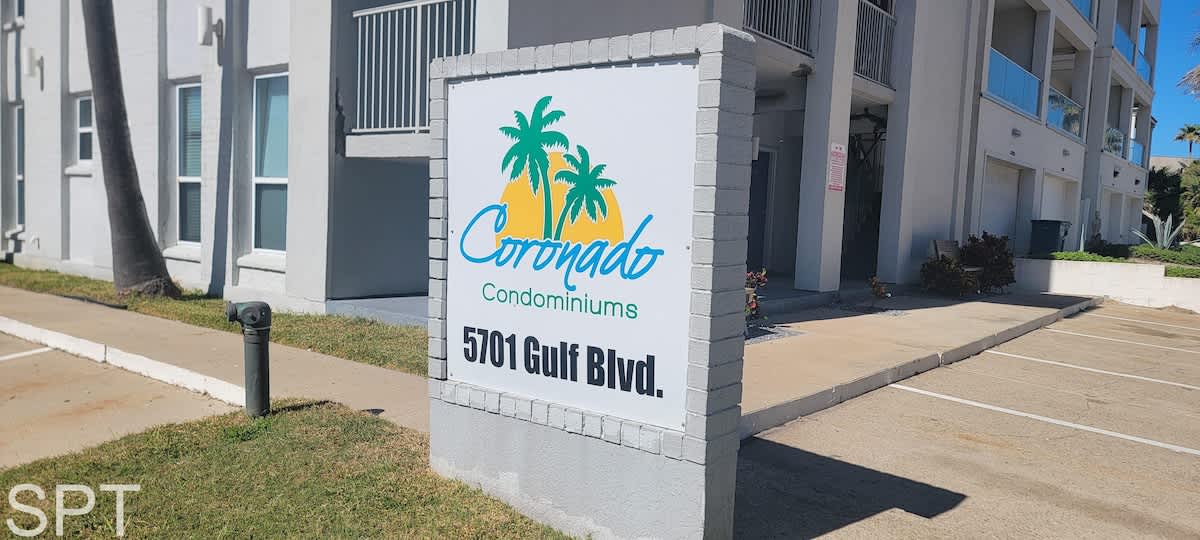 Coronado
Condominiums
5701 Gulf Blvd.
SPT